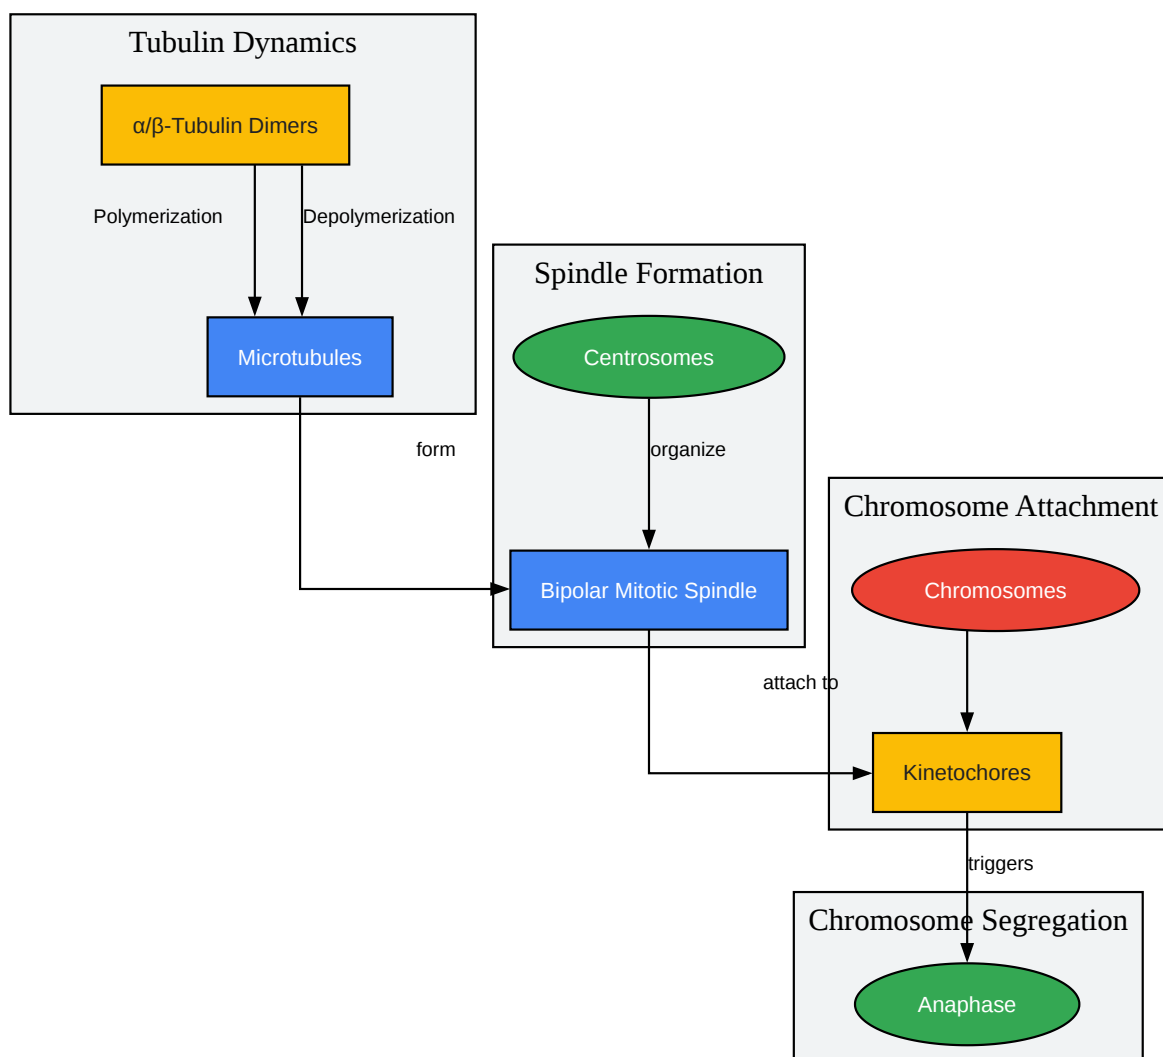 Tubulin Dynamics
α/β-Tubulin Dimers
Polymerization
Depolymerization
Microtubules
form
Spindle Formation
Centrosomes
organize
Bipolar Mitotic Spindle
attach to
Chromosome Attachment
Chromosomes
Kinetochores
triggers
Chromosome Segregation
Anaphase